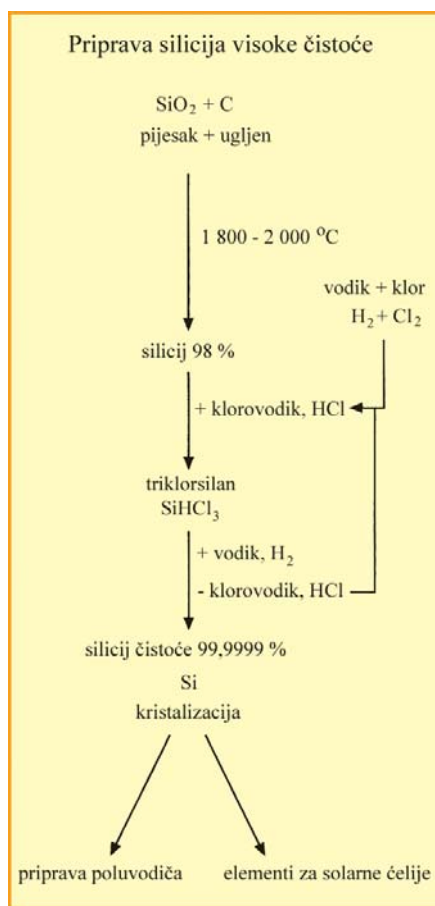 Priprava silicija visoke čistoće
SiO₂ + C
pijesak + ugljen
1 800 - 2 000 °C
vodik + klor
H₂ + Cl₂
silicij 98 %
+ klorovodik, HCl
triklorsilan
SiHCl₃
+ vodik, H₂
- klorovodik, HCl
silicij čistoće 99,9999 %
Si
kristalizacija
priprava poluvodiča
elementi za solarne ćelije